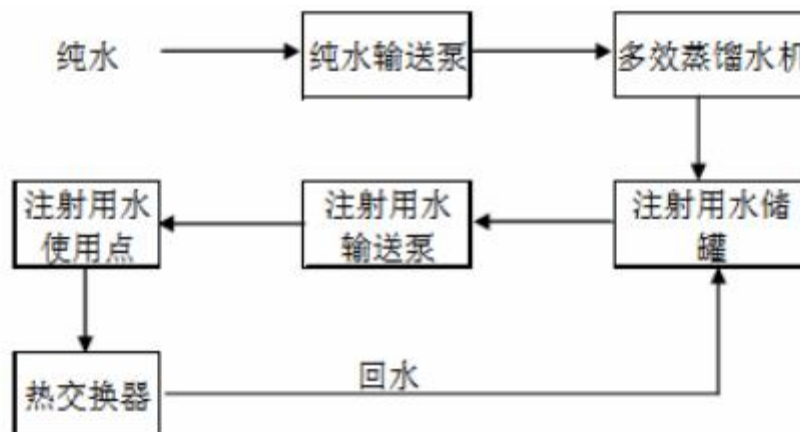 纯水
纯水输送泵
多效蒸馏水机
注射用水
使用点
注射用水
输送泵
注射用水储
罐
热交换器
回水